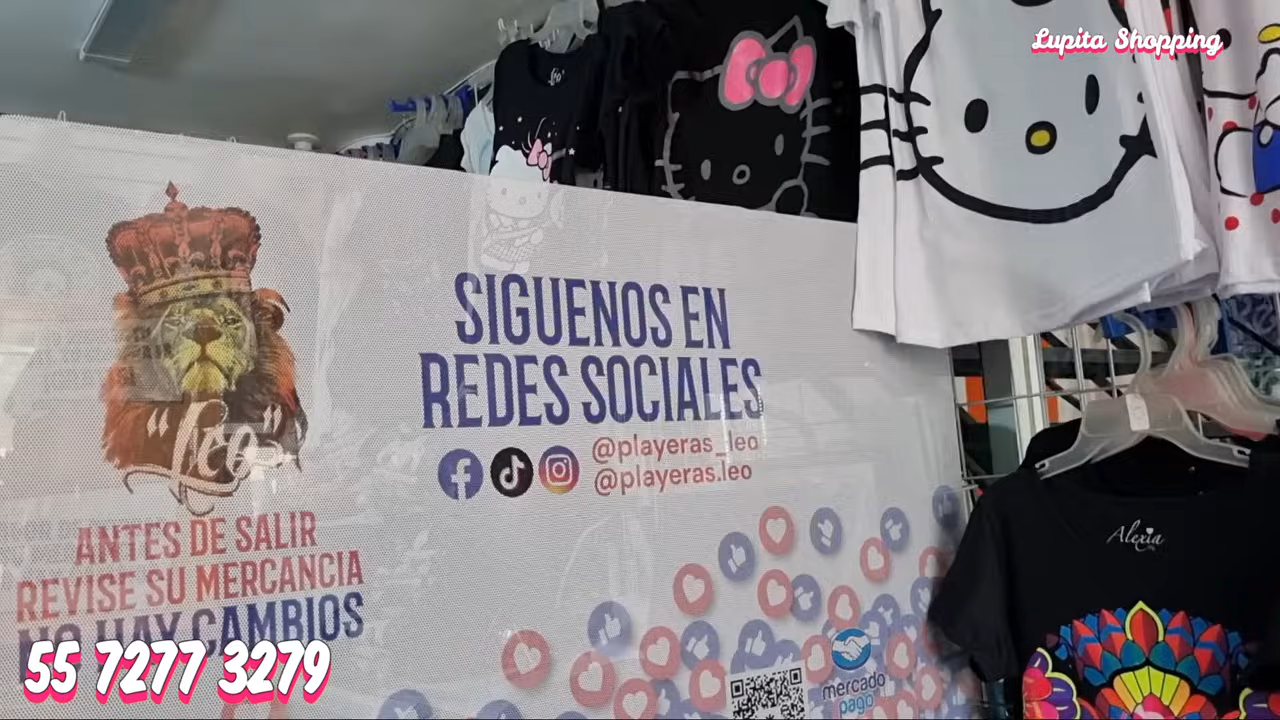 Lupita Shopping
Leo
SIGUENOS EN
REDES SOCIALES
@playeras_leo
@playeras.leo
"Leo"
ANTES DE SALIR
REVISE SU MERCANCIA
NO HAY CAMBIOS
55 7277 3279
mercado
pago
Alexia